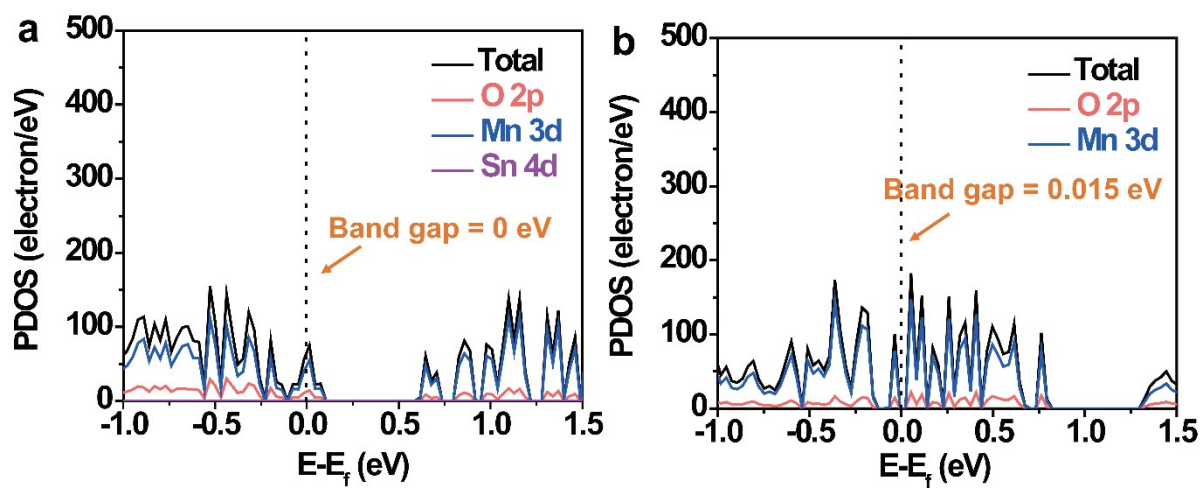 a
500
400
300
200
100
0
PDOS (electron/eV)
Total
O 2p
Mn 3d
Sn 4d
Band gap = 0 eV
-1.0 -0.5 0.0 0.5 1.0 1.5
E-Ef (eV)
b
500
400
300
200
100
0
PDOS (electron/eV)
Total
O 2p
Mn 3d
Band gap = 0.015 eV
-1.0 -0.5 0.0 0.5 1.0 1.5
E-Ef (eV)